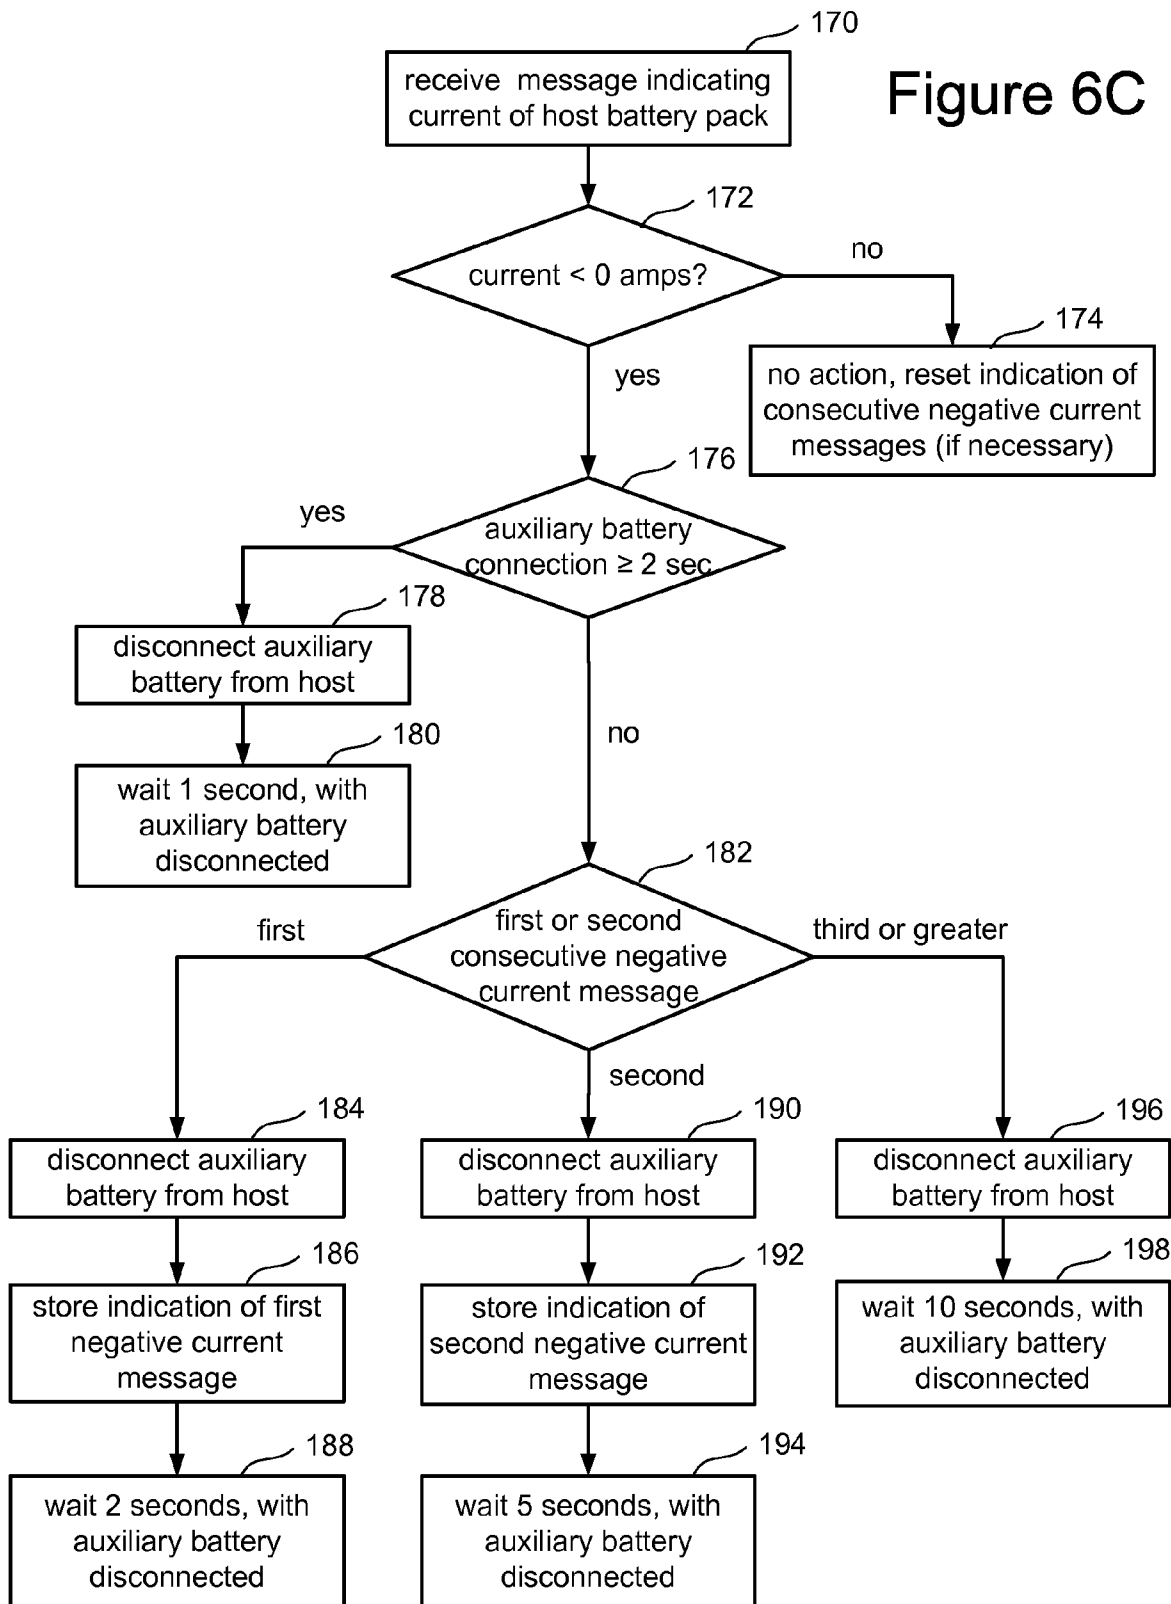 170
Figure 6C
receive message indicating
current of host battery pack
172
current < 0 amps?
no
174
no action, reset indication of
consecutive negative current
messages (if necessary)
yes
176
auxiliary battery
connection ≥ 2 sec
yes
178
disconnect auxiliary
battery from host
180
wait 1 second, with
auxiliary battery
disconnected
no
182
first or second
consecutive negative
current message
first
third or greater
second
184
disconnect auxiliary
battery from host
190
disconnect auxiliary
battery from host
196
disconnect auxiliary
battery from host
186
store indication of first
negative current
message
192
store indication of
second negative current
message
198
wait 10 seconds, with
auxiliary battery
disconnected
188
wait 2 seconds, with
auxiliary battery
disconnected
194
wait 5 seconds, with
auxiliary battery
disconnected